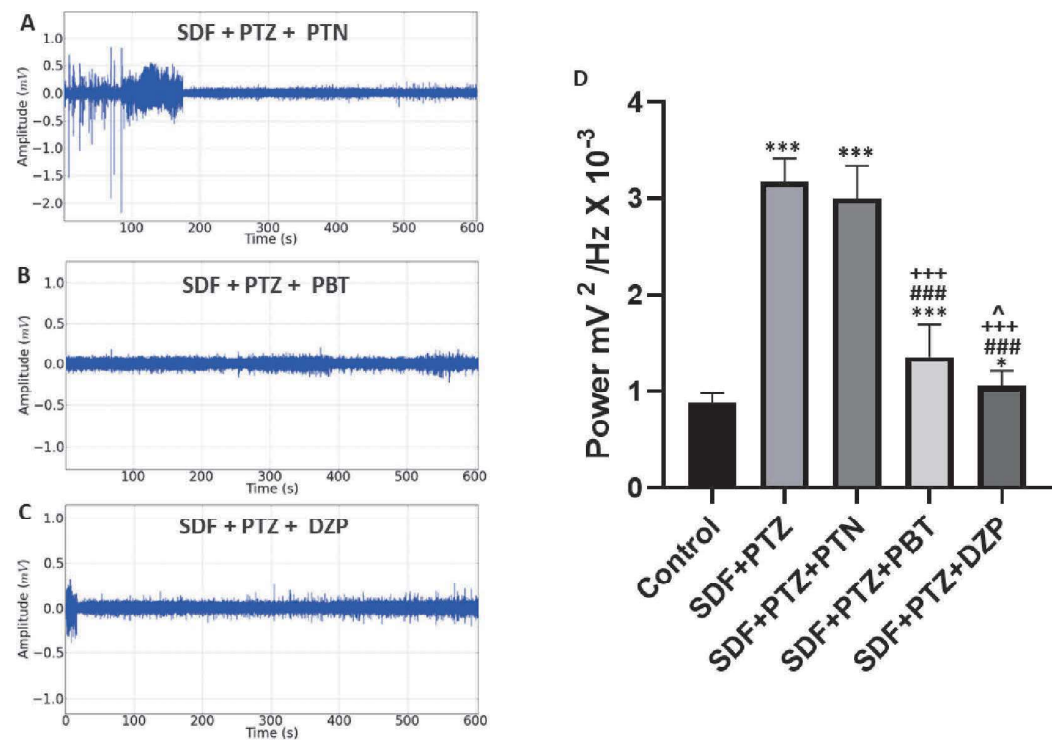 A
SDF + PTZ + PTN
Amplitude (mV)
1.0
0.5
0.0
−0.5
−1.0
−1.5
−2.0
100 200 300 400 500 600
Time (s)
B
SDF + PTZ + PBT
Amplitude (mV)
1.0
0.5
0.0
−0.5
−1.0
100 200 300 400 500 600
Time (s)
C
SDF + PTZ + DZP
Amplitude (mV)
1.0
0.5
0.0
−0.5
−1.0
0 100 200 300 400 500 600
Time (s)
D
Power mV 2 /Hz X 10⁻³
4
3
2
1
0
***
***
+++
###
***
^
+++
###
*
Control
SDF+PTZ
SDF+PTZ+PTN
SDF+PTZ+PBT
SDF+PTZ+DZP